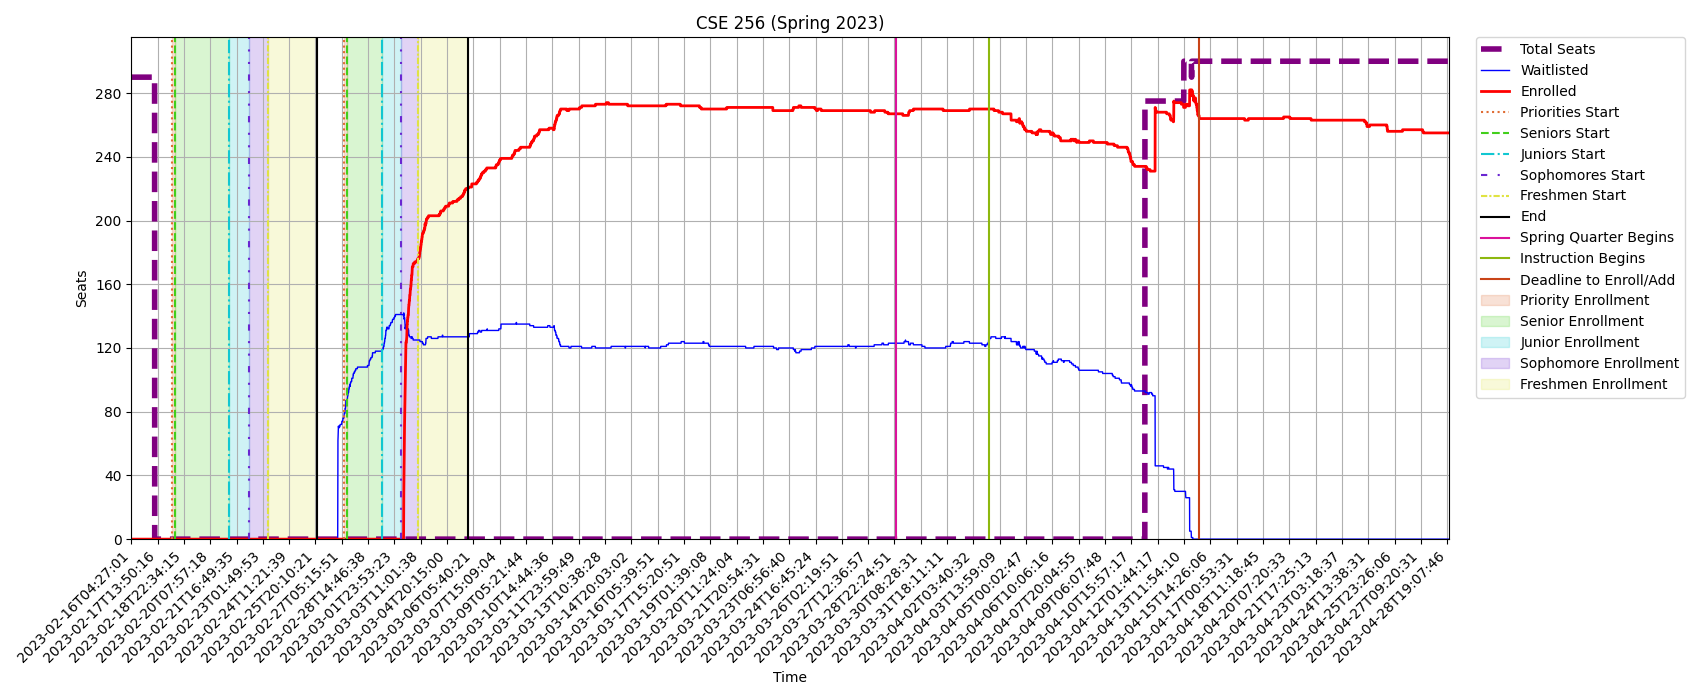 CSE 256 (Spring 2023)
Seats
280
240
200
160
120
80
40
0
2023-02-16T04:27:01
2023-02-17T13:50:16
2023-02-18T22:34:15
2023-02-20T07:57:18
2023-02-21T16:49:35
2023-02-23T01:49:53
2023-02-24T11:21:39
2023-02-25T20:10:21
2023-02-27T05:15:51
2023-02-28T14:46:38
2023-03-01T23:53:23
2023-03-03T11:01:38
2023-03-04T20:15:00
2023-03-06T05:40:21
2023-03-07T15:09:04
2023-03-09T05:21:44
2023-03-10T14:44:36
2023-03-11T23:59:49
2023-03-13T10:38:28
2023-03-14T20:03:02
2023-03-16T05:39:51
2023-03-17T15:20:51
2023-03-19T01:39:08
2023-03-20T11:24:04
2023-03-21T20:54:31
2023-03-23T06:56:40
2023-03-24T16:45:24
2023-03-26T02:19:51
2023-03-27T12:36:57
2023-03-28T22:24:51
2023-03-30T08:28:31
2023-03-31T18:11:11
2023-04-02T03:40:32
2023-04-03T13:59:09
2023-04-05T00:02:47
2023-04-06T10:06:16
2023-04-07T20:04:55
2023-04-09T06:07:48
2023-04-10T15:57:17
2023-04-12T01:44:17
2023-04-13T11:54:10
2023-04-15T14:26:06
2023-04-17T00:53:31
2023-04-18T11:18:45
2023-04-20T07:20:33
2023-04-21T17:25:13
2023-04-23T03:18:37
2023-04-24T13:38:31
2023-04-25T23:26:06
2023-04-27T09:20:31
2023-04-28T19:07:46
Time
Total Seats
Waitlisted
Enrolled
Priorities Start
Seniors Start
Juniors Start
Sophomores Start
Freshmen Start
End
Spring Quarter Begins
Instruction Begins
Deadline to Enroll/Add
Priority Enrollment
Senior Enrollment
Junior Enrollment
Sophomore Enrollment
Freshmen Enrollment